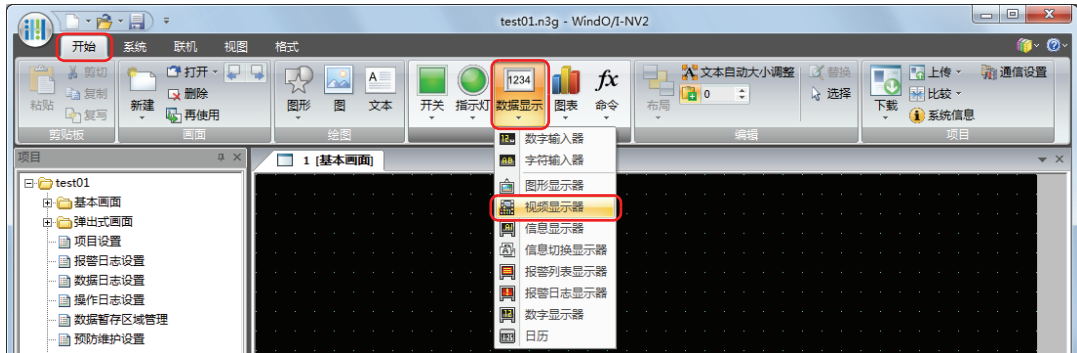 test01.n3g - WindO/I-NV2
开始 系统 联机 视图 格式
粘贴 剪切 复制 复写
剪贴板
新建 打开 删除 再使用
画面
图形 图 文本
绘图
开关 指示灯 1234 数据显示 图表 fx 命令
布局 文本自动大小调整 0 替换 选择
编辑
下载 上传 比较 系统信息 通信设置
项目
项目
test01
基本画面
弹出式画面
项目设置
报警日志设置
数据日志设置
操作日志设置
数据暂存区域管理
预防维护设置
1 [基本画面]
数字输入器
字符输入器
图形显示器
视频显示器
信息显示器
信息切换显示器
报警列表显示器
报警日志显示器
数字显示器
日历